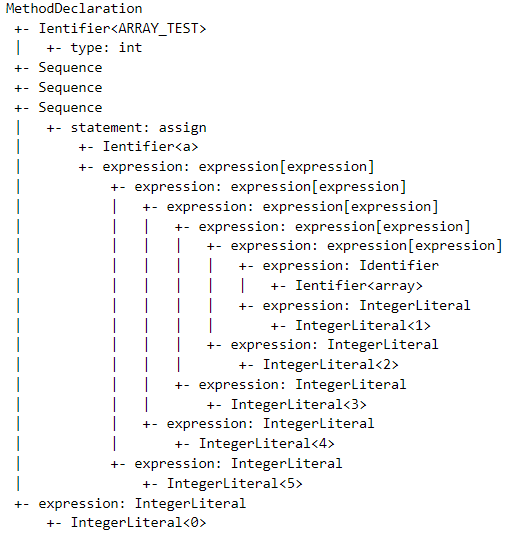 MethodDeclaration
+- Ientifier<ARRAY_TEST>
|   +- type: int
+- Sequence
+- Sequence
+- Sequence
|   +- statement: assign
|       +- Ientifier<a>
|       +- expression: expression[expression]
|           +- expression: expression[expression]
|           |   +- expression: expression[expression]
|           |   |   +- expression: expression[expression]
|           |   |   |   +- expression: expression[expression]
|           |   |   |   |   +- expression: Identifier
|           |   |   |   |   |   +- Ientifier<array>
|           |   |   |   |   +- expression: IntegerLiteral
|           |   |   |   |       +- IntegerLiteral<1>
|           |   |   |   +- expression: IntegerLiteral
|           |   |   |       +- IntegerLiteral<2>
|           |   |   +- expression: IntegerLiteral
|           |   |       +- IntegerLiteral<3>
|           |   +- expression: IntegerLiteral
|           |       +- IntegerLiteral<4>
|           +- expression: IntegerLiteral
|               +- IntegerLiteral<5>
+- expression: IntegerLiteral
    +- IntegerLiteral<0>